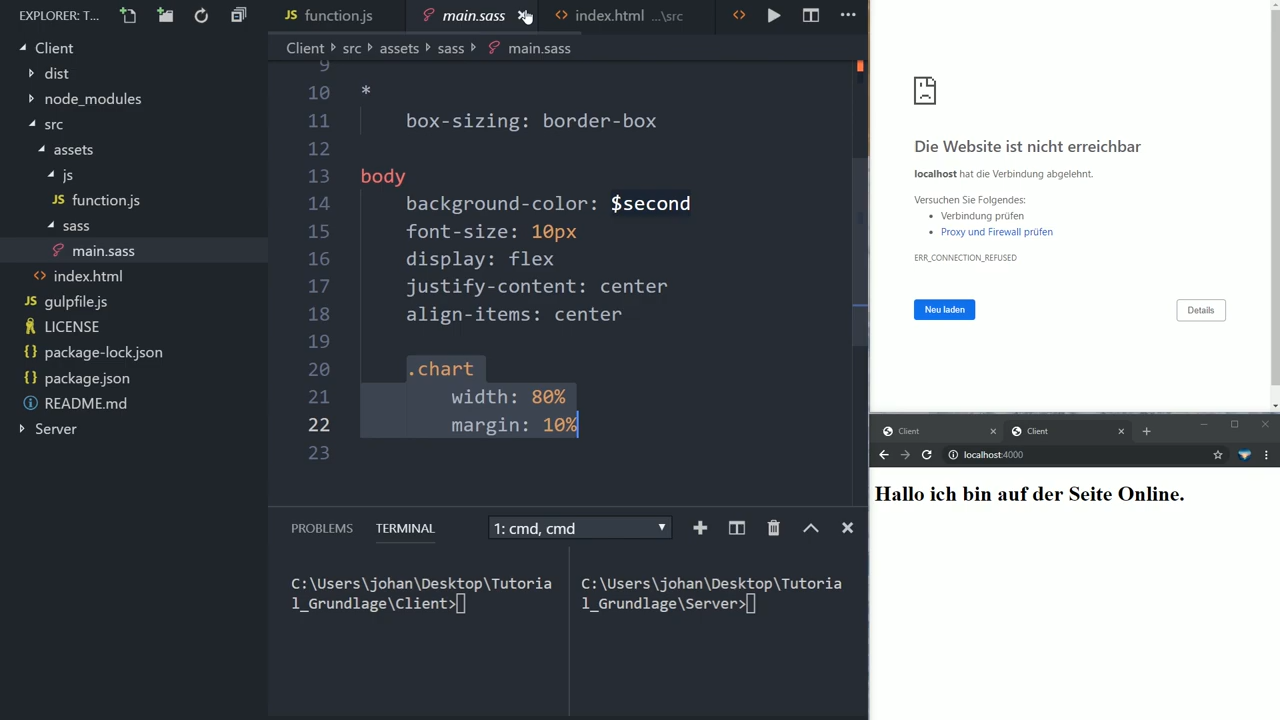 EXPLORER: T...
Client
dist
node_modules
src
assets
js
JS function.js
sass
main.sass
<> index.html
JS gulpfile.js
LICENSE
{} package-lock.json
{} package.json
README.md
Server
JS function.js
main.sass
<> index.html ...\src
<>
Client src assets sass main.sass
9
10 *
11 box-sizing: border-box
12
13 body
14 background-color: $second
15 font-size: 10px
16 display: flex
17 justify-content: center
18 align-items: center
19
20 .chart
21 width: 80%
22 margin: 10%
23
PROBLEMS TERMINAL 1: cmd, cmd
C:\Users\johan\Desktop\Tutoria
l_Grundlage\Client>
C:\Users\johan\Desktop\Tutoria
l_Grundlage\Server>
Die Website ist nicht erreichbar
localhost hat die Verbindung abgelehnt.
Versuchen Sie Folgendes:
• Verbindung prüfen
• Proxy und Firewall prüfen
ERR_CONNECTION_REFUSED
Neu laden
Details
Client
Client
localhost:4000
Hallo ich bin auf der Seite Online.